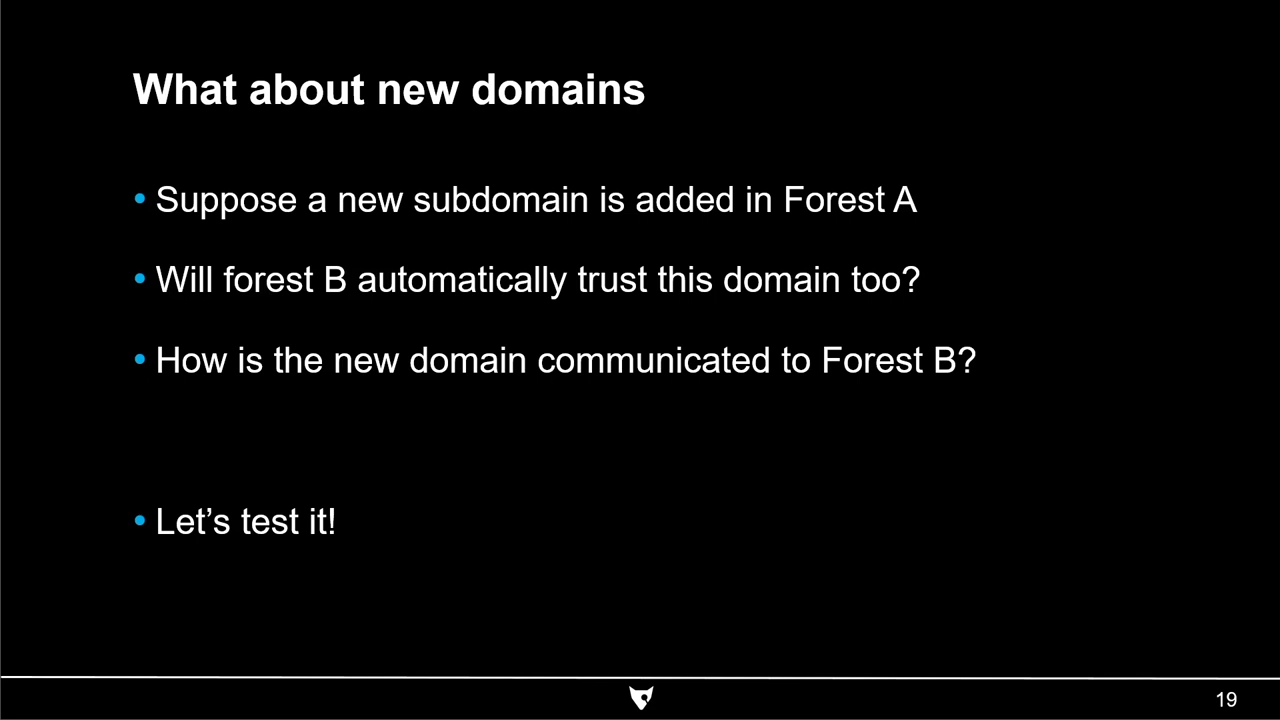 What about new domains
• Suppose a new subdomain is added in Forest A
• Will forest B automatically trust this domain too?
• How is the new domain communicated to Forest B?
• Let’s test it!
19